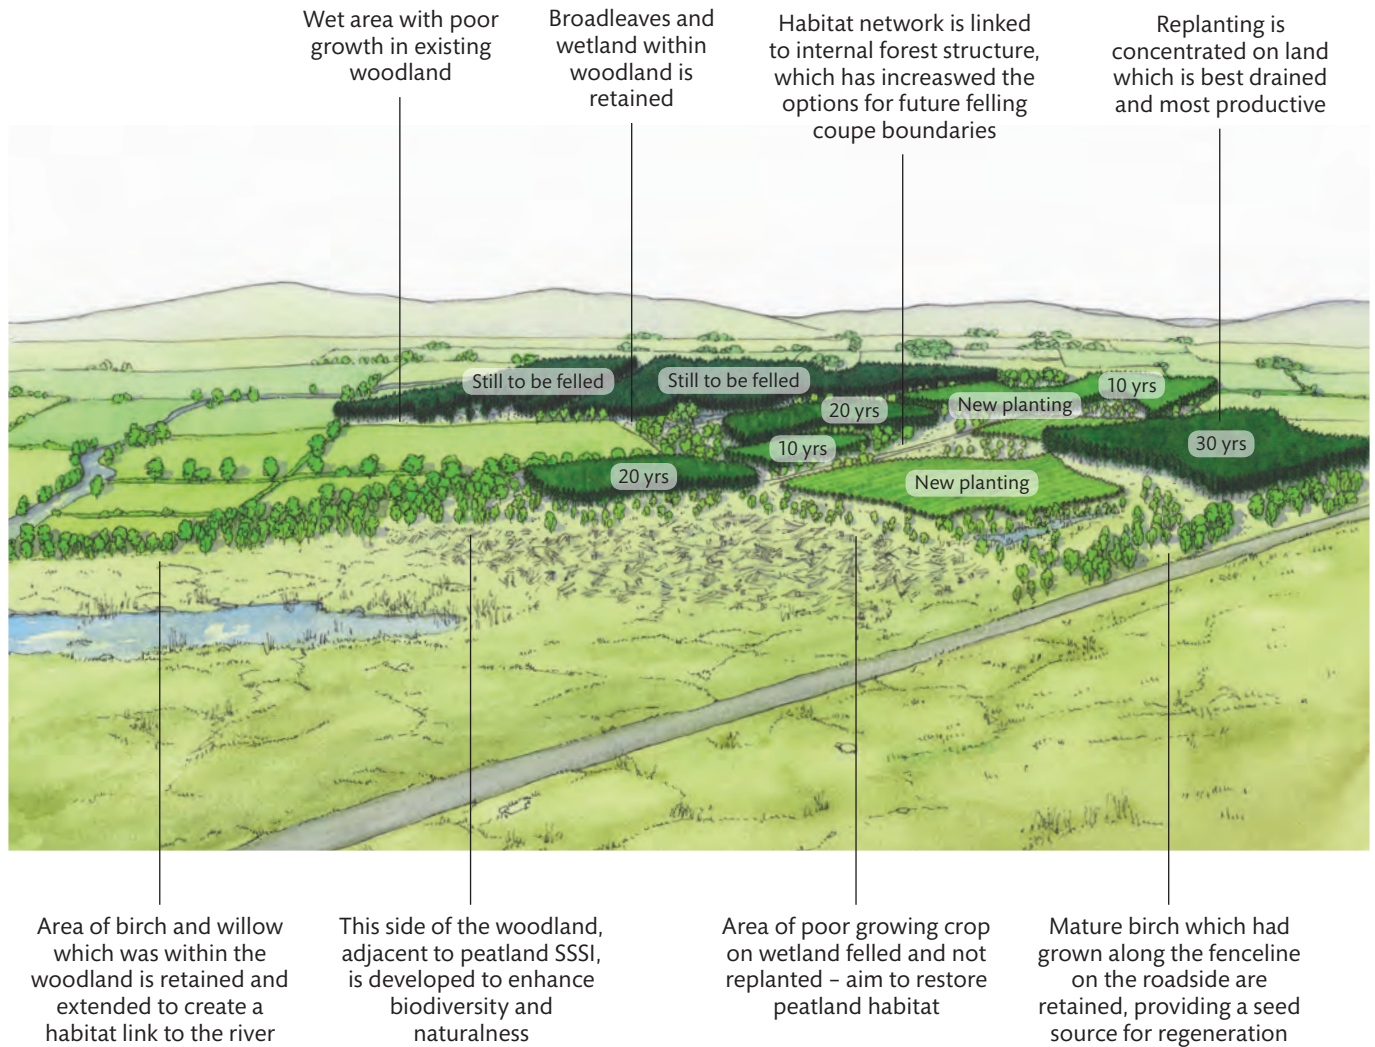 Wet area with poor
growth in existing
woodland
Broadleaves and
wetland within
woodland is
retained
Habitat network is linked
to internal forest structure,
which has increaswed the
options for future felling
coupe boundaries
Replanting is
concentrated on land
which is best drained
and most productive
Still to be felled
Still to be felled
10 yrs
20 yrs
New planting
10 yrs
30 yrs
20 yrs
New planting
Area of birch and willow
which was within the
woodland is retained and
extended to create a
habitat link to the river
This side of the woodland,
adjacent to peatland SSSI,
is developed to enhance
biodiversity and
naturalness
Area of poor growing crop
on wetland felled and not
replanted – aim to restore
peatland habitat
Mature birch which had
grown along the fenceline
on the roadside are
retained, providing a seed
source for regeneration